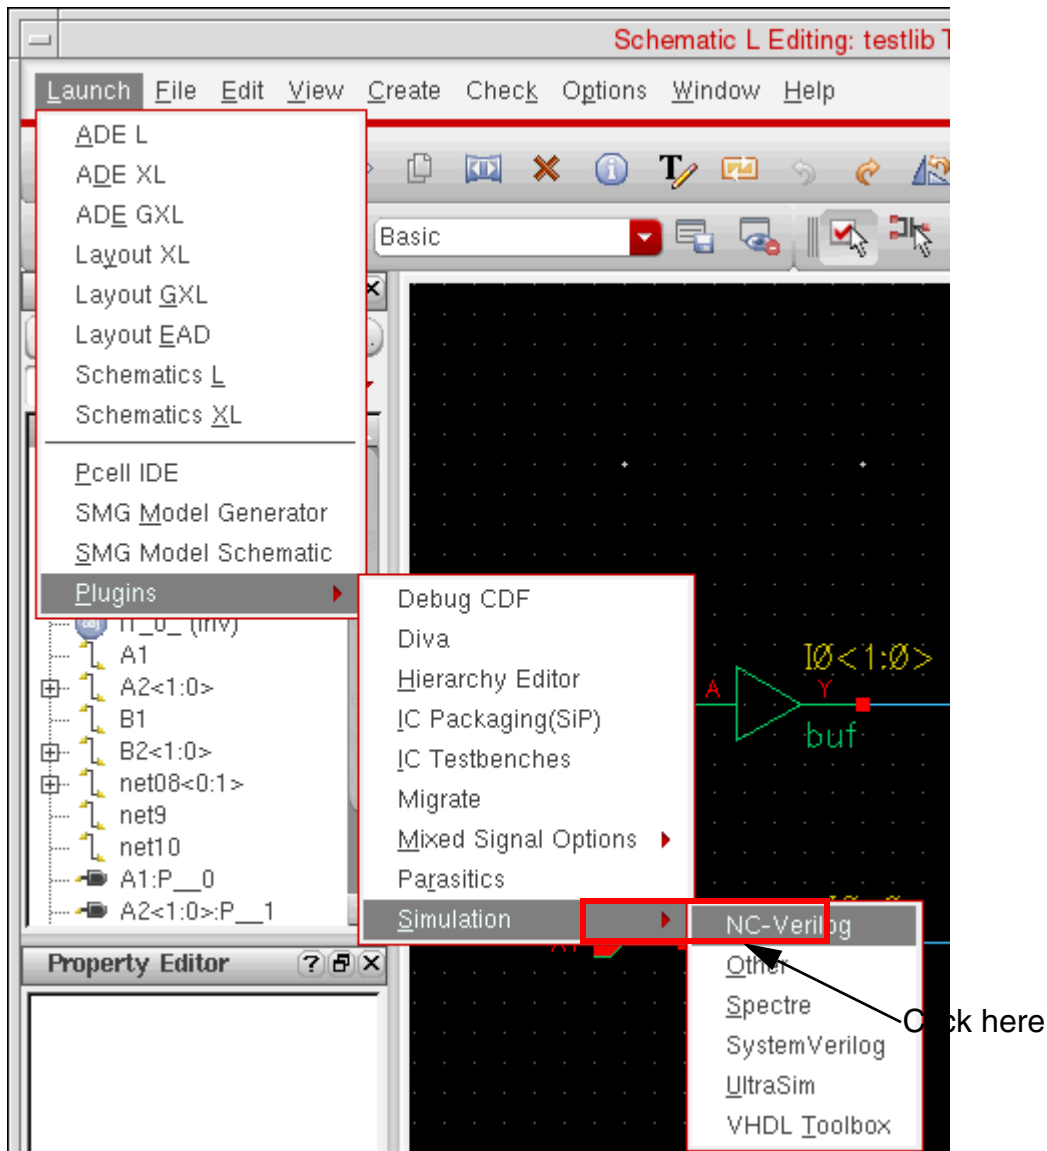 Schematic L Editing: testlib T
Launch File Edit View Create Check Options Window Help
ADE L
ADE XL
ADE GXL
Layout XL
Layout GXL
Layout EAD
Schematics L
Schematics XL
Pcell IDE
SMG Model Generator
SMG Model Schematic
Plugins
Basic
Debug CDF
Diva
Hierarchy Editor
IC Packaging(SiP)
IC Testbenches
Migrate
Mixed Signal Options
Parasitics
Simulation
NC-Verilog
Other
Spectre
SystemVerilog
UltraSim
VHDL Toolbox
Click here
A1
A2<1:0>
B1
B2<1:0>
net08<0:1>
net9
net10
A1:P__0
A2<1:0>:P__1
Property Editor
I0<1:0>
A
Y
buf